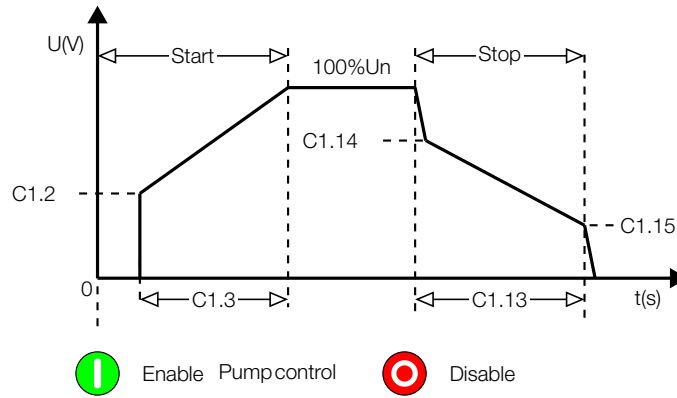 U(V)
Start
Stop
100%Un
C1.14
C1.2
C1.15
0
C1.3
C1.13
t(s)
Enable Pump control Disable